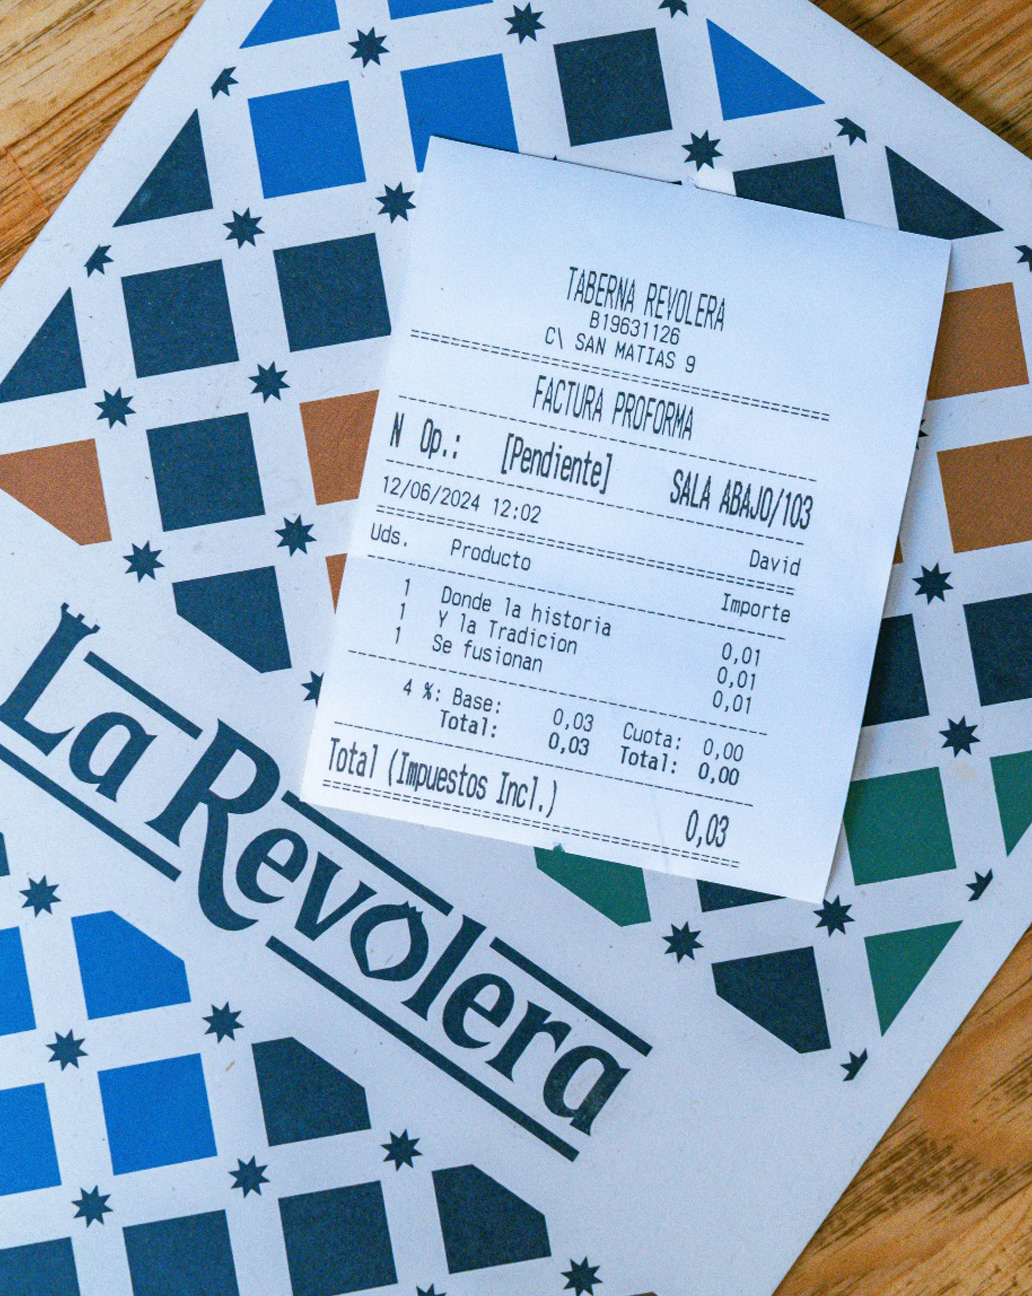 TABERNA REVOLERA
B19631126
C\ SAN MATIAS 9
FACTURA PROFORMA
N Op.: [Pendiente] SALA ABAJO/103
12/06/2024 12:02 David
Uds. Producto Importe
1 Donde la historia 0,01
1 Y la Tradicion 0,01
1 Se fusionan 0,01
4 %: Base: 0,03 Cuota: 0,00
Total: 0,03 Total: 0,00
Total (Impuestos Incl.) 0,03
La Revolera